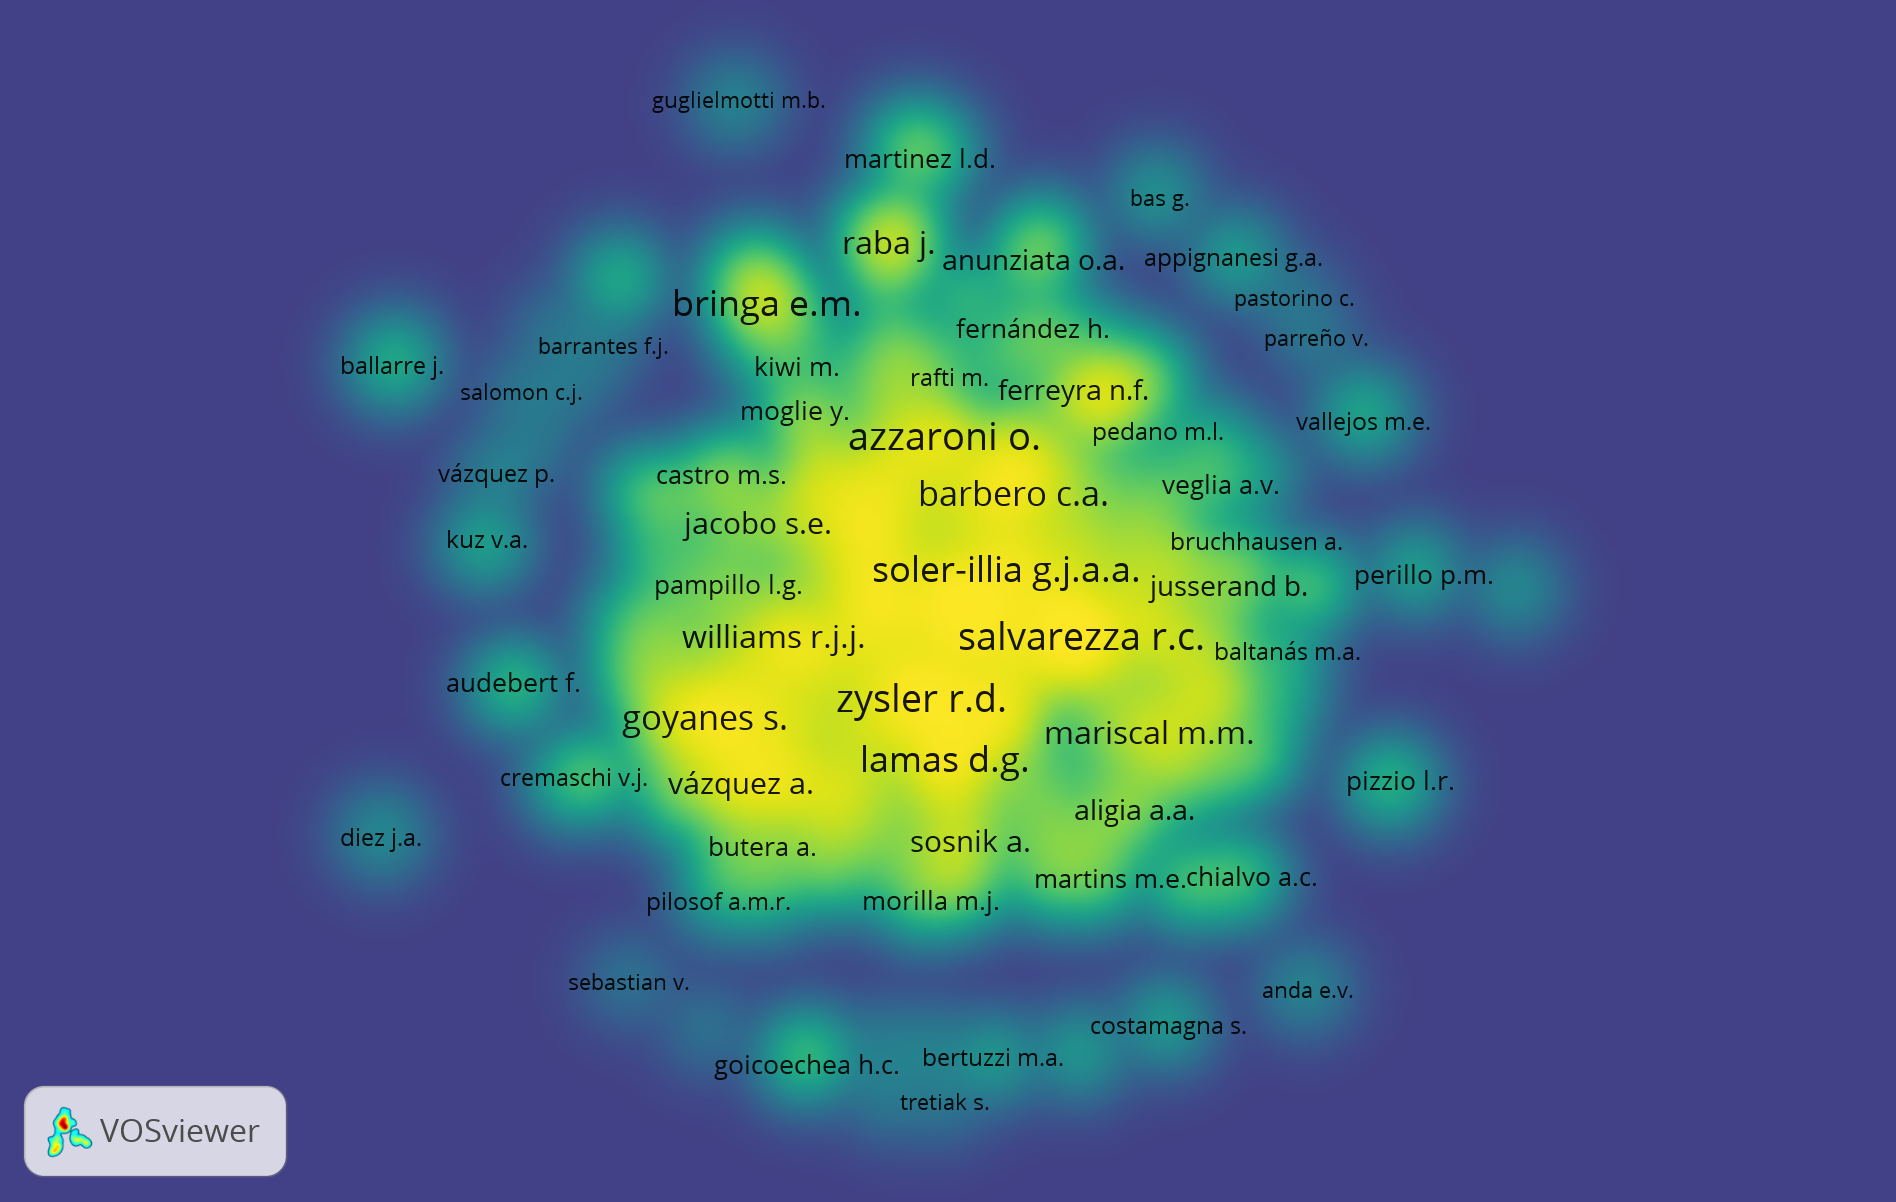 guglielmotti m.b.
martinez l.d.
bas g.
raba j.
anunziata o.a.
appignanesi g.a.
bringa e.m.
pastorino c.
fernández h.
parreño v.
barrantes f.j.
ballarre j.
kiwi m.
rafti m.
ferreyra n.f.
salomon c.j.
moglie y.
vallejos m.e.
azzaroni o.
pedano m.l.
vázquez p.
castro m.s.
barbero c.a.
veglia a.v.
jacobo s.e.
kuz v.a.
bruchhausen a.
soler-illia g.j.a.a.
perillo p.m.
pampillo l.g.
jusserand b.
williams r.j.j.
salvarezza r.c.
baltanás m.a.
audebert f.
zysler r.d.
goyanes s.
mariscal m.m.
lamas d.g.
cremaschi v.j.
vázquez a.
pizzio l.r.
aligia a.a.
diez j.a.
butera a.
sosnik a.
martins m.e.
chialvo a.c.
pilosof a.m.r.
morilla m.j.
sebastian v.
anda e.v.
costamagna s.
goicoechea h.c.
bertuzzi m.a.
tretiak s.
VOSviewer